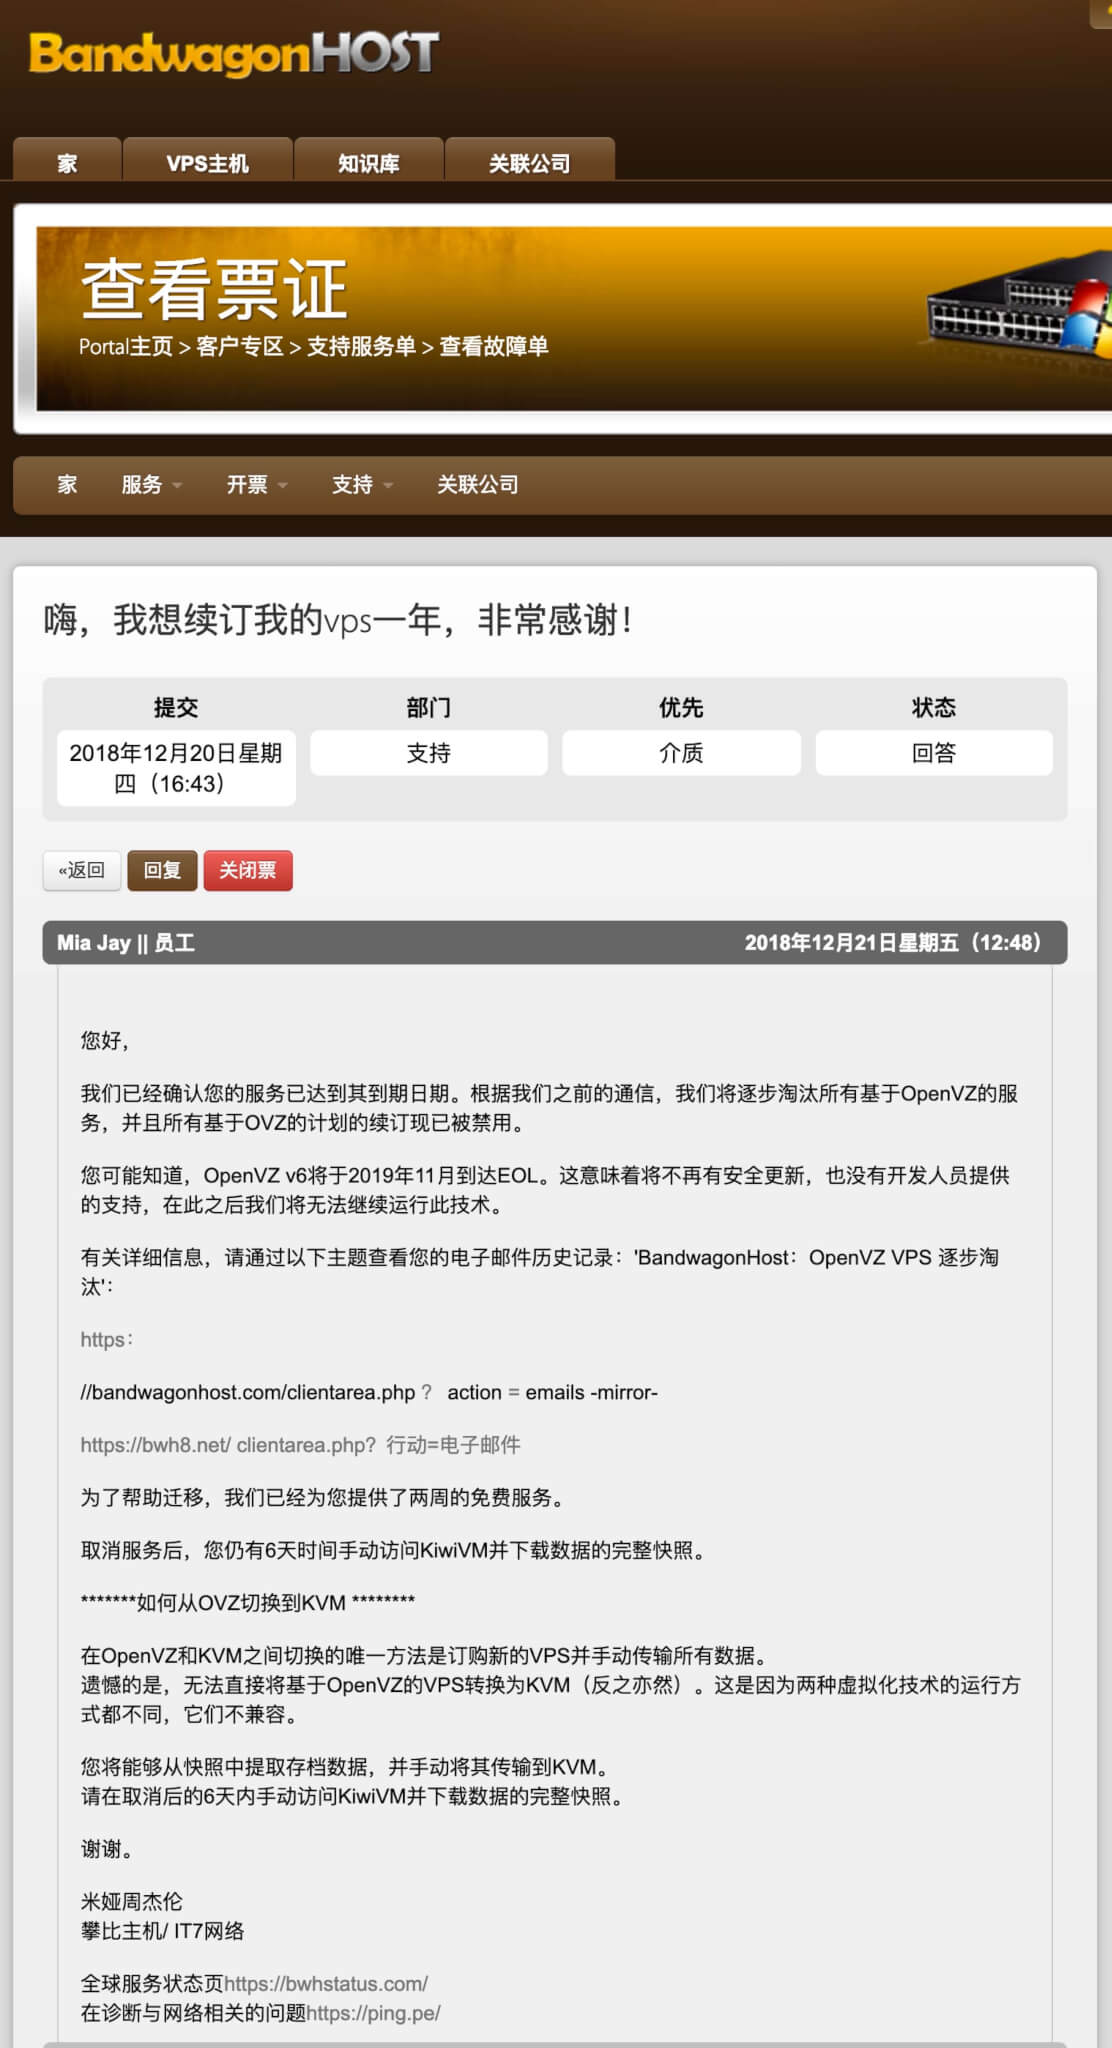 BandwagonHOST
家 VPS主机 知识库 关联公司
查看票证
Portal主页 > 客户专区 > 支持服务单 > 查看故障单
家 服务 开票 支持 关联公司
嗨，我想续订我的vps一年，非常感谢！
提交 部门 优先 状态
2018年12月20日星期 支持 介质 回答
四（16:43）
«返回 回复 关闭票
Mia Jay || 员工 2018年12月21日星期五（12:48）
您好，
我们已经确认您的服务已达到其到期日期。根据我们之前的通信，我们将逐步淘汰所有基于OpenVZ的服
务，并且所有基于OVZ的计划的续订现已被禁用。
您可能知道，OpenVZ v6将于2019年11月到达EOL。这意味着将不再有安全更新，也没有开发人员提供
的支持，在此之后我们将无法继续运行此技术。
有关详细信息，请通过以下主题查看您的电子邮件历史记录：'BandwagonHost：OpenVZ VPS 逐步淘
汰'：
https：
//bandwagonhost.com/clientarea.php ？ action = emails -mirror-
https://bwh8.net/ clientarea.php？行动=电子邮件
为了帮助迁移，我们已经为您提供了两周的免费服务。
取消服务后，您仍有6天时间手动访问KiwiVM并下载数据的完整快照。
*******如何从OVZ切换到KVM ********
在OpenVZ和KVM之间切换的唯一方法是订购新的VPS并手动传输所有数据。
遗憾的是，无法直接将基于OpenVZ的VPS转换为KVM（反之亦然）。这是因为两种虚拟化技术的运行方
式都不同，它们不兼容。
您将能够从快照中提取存档数据，并手动将其传输到KVM。
请在取消后的6天内手动访问KiwiVM并下载数据的完整快照。
谢谢。
米娅周杰伦
攀比主机/ IT7网络
全球服务状态页https://bwhstatus.com/
在诊断与网络相关的问题https://ping.pe/